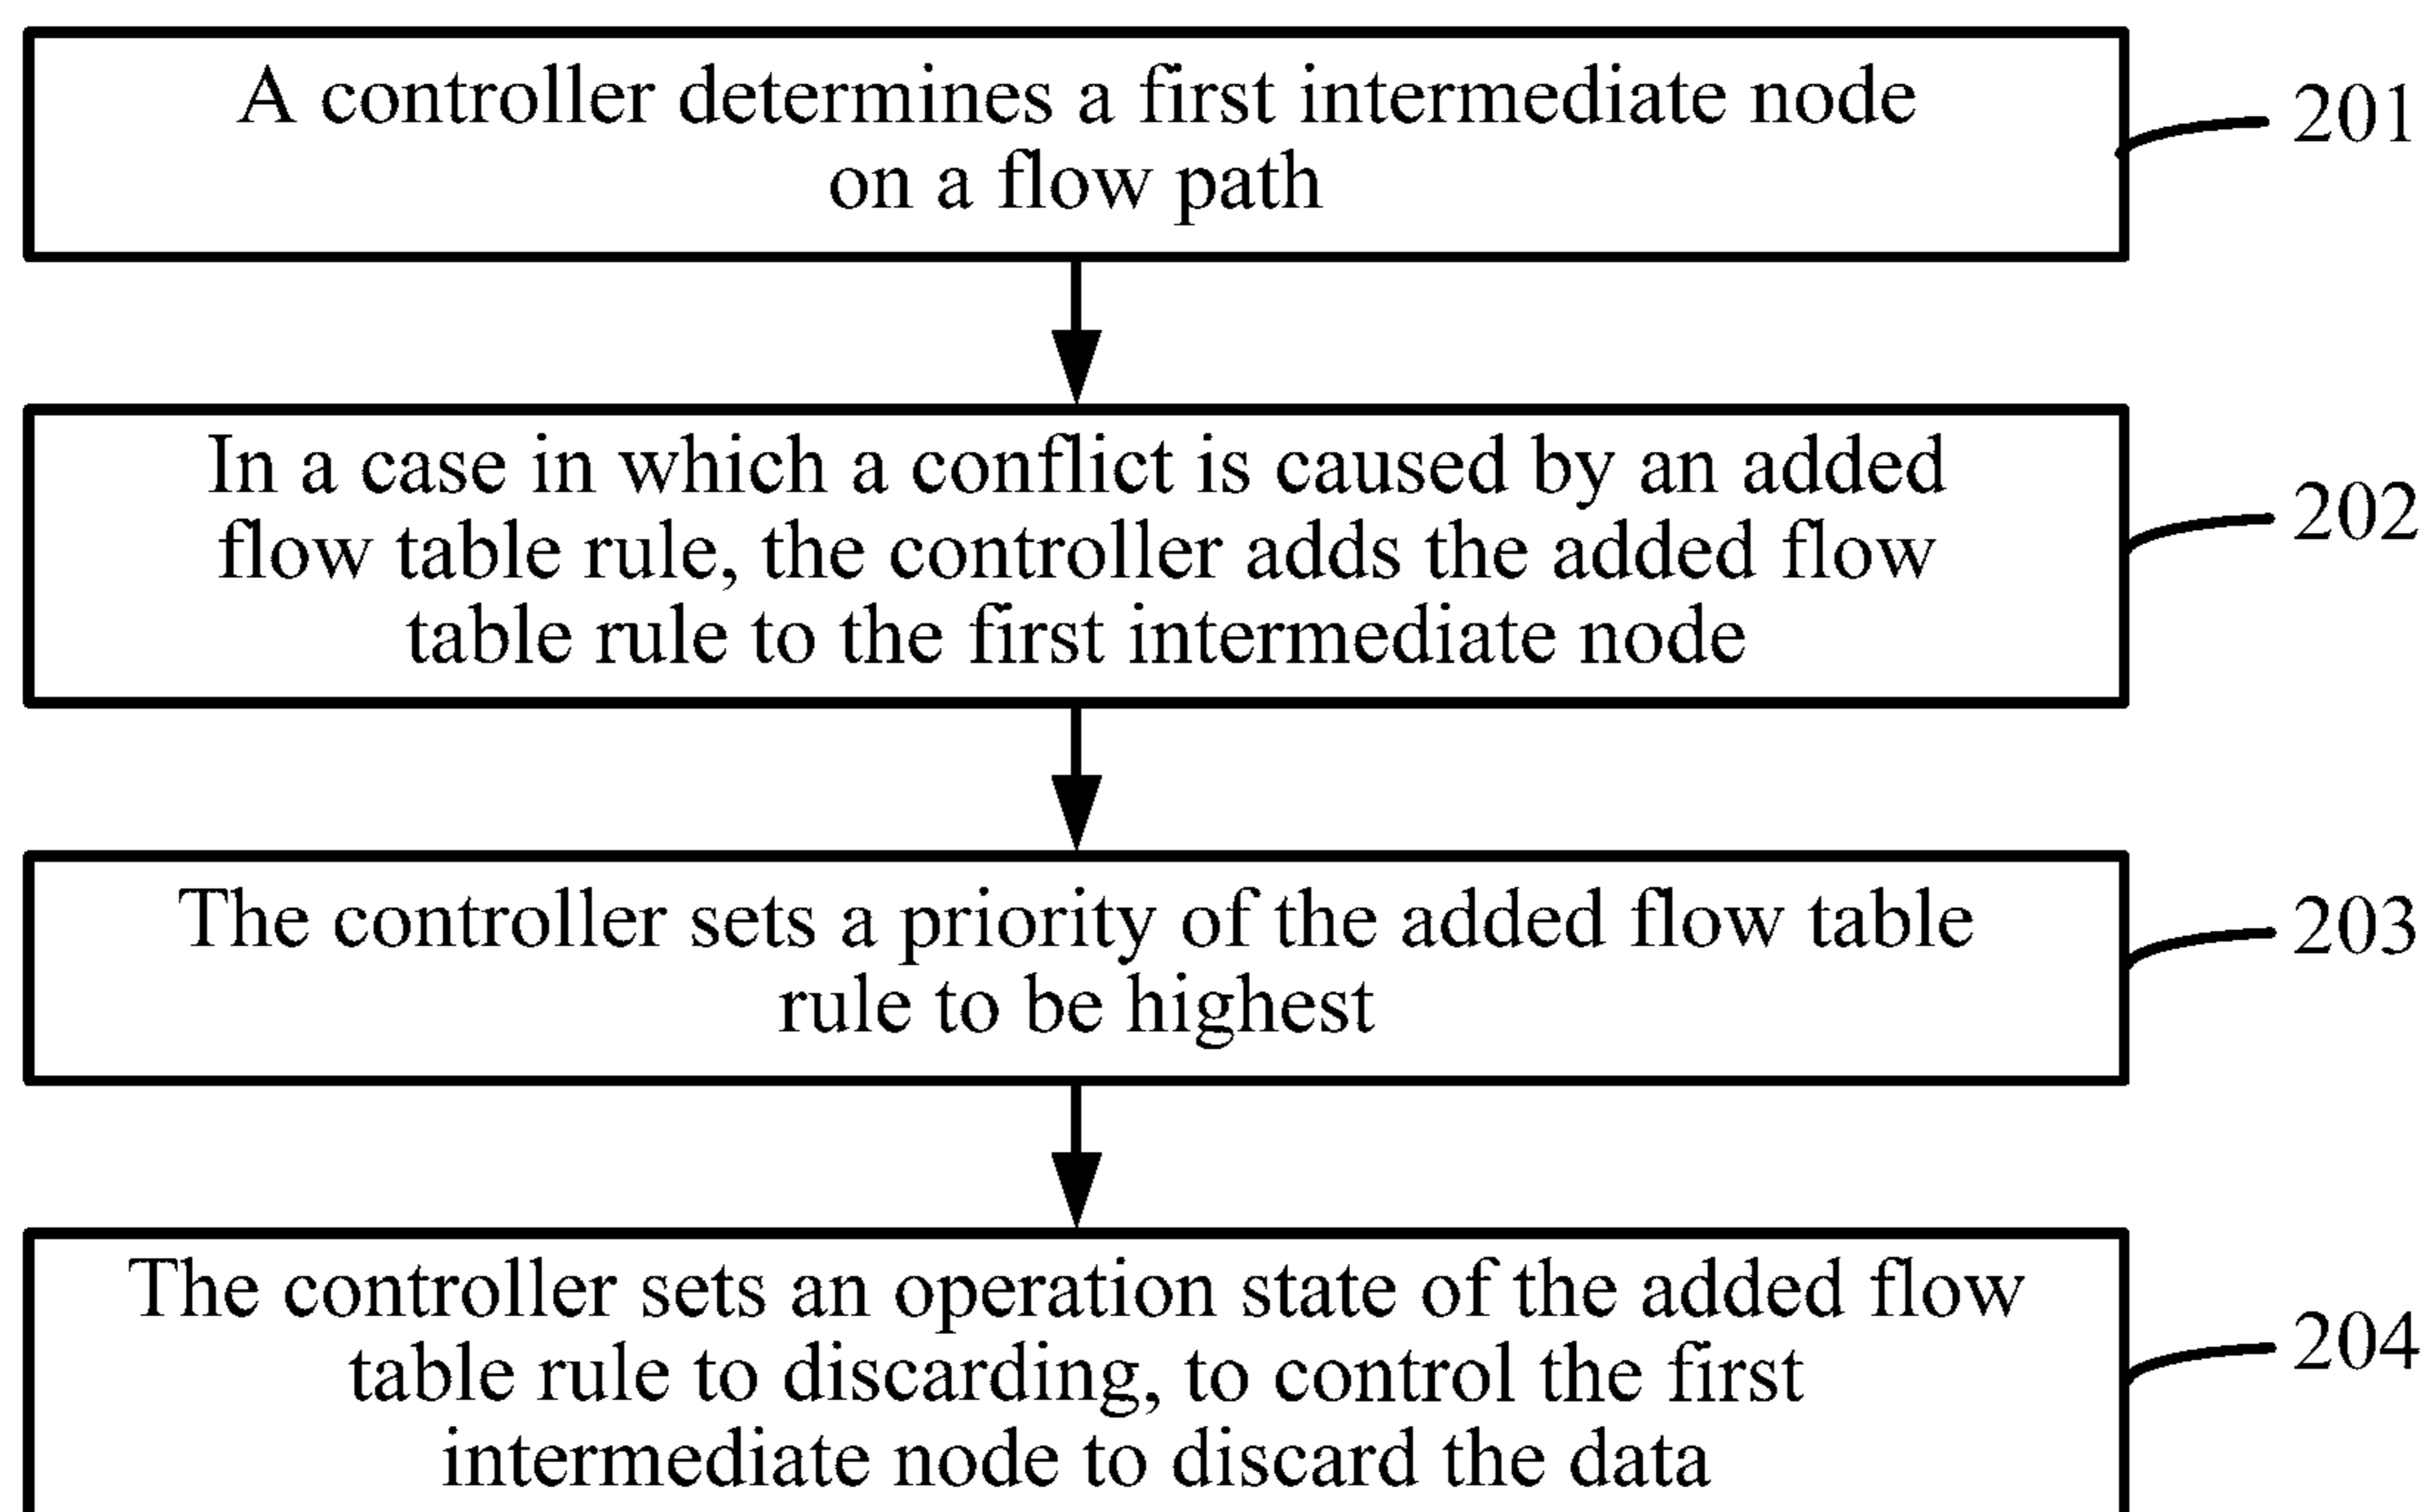 A controller determines a first intermediate node
on a flow path
201
In a case in which a conflict is caused by an added
flow table rule, the controller adds the added flow
table rule to the first intermediate node
202
The controller sets a priority of the added flow table
rule to be highest
203
The controller sets an operation state of the added flow
table rule to discarding, to control the first
intermediate node to discard the data
204